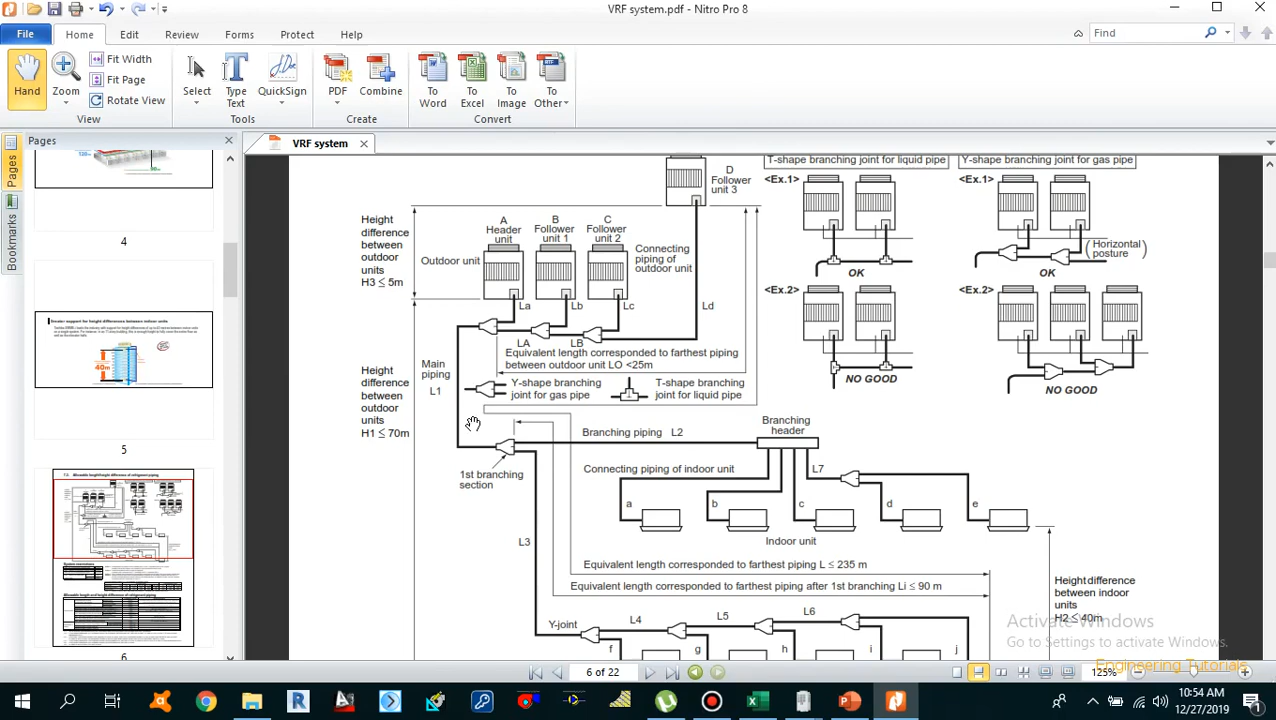 VRF system.pdf - Nitro Pro 8
File
Home
Edit
Review
Forms
Protect
Help
Find
Hand
Zoom
Fit Width
Fit Page
Rotate View
View
Select
Type Text
QuickSign
Tools
PDF
Combine
Create
To Word
To Excel
To Image
To Other
Convert
Pages
VRF system
Pages
Bookmarks
4
40m
5
6
D
Follower
unit 3
T-shape branching joint for liquid pipe
Y-shape branching joint for gas pipe
<Ex.1>
<Ex.1>
OK
OK
(Horizontal posture)
<Ex.2>
<Ex.2>
NO GOOD
NO GOOD
Height
difference
between
outdoor
units
H3 ≤ 5m
Outdoor unit
A
Header
unit
B
Follower
unit 1
C
Follower
unit 2
Connecting
piping of
outdoor unit
La
Lb
Lc
Ld
LA
LB
Equivalent length corresponded to farthest piping
between outdoor unit LO <25m
Main
piping
L1
Y-shape branching
joint for gas pipe
T-shape branching
joint for liquid pipe
Height
difference
between
outdoor
units
H1 ≤ 70m
Branching
header
Branching piping L2
1st branching
section
Connecting piping of indoor unit
L7
a
b
c
d
e
Indoor unit
L3
Equivalent length corresponded to farthest piping L ≤ 235 m
Equivalent length corresponded to farthest piping after 1st branching Li ≤ 90 m
Height difference
between indoor
units
H2 ≤ 40m
Y-joint
L4
L5
L6
f
g
h
i
j
Activate Windows
Go to Settings to activate Windows.
Engineering Tutorials
6 of 22
125%
10:54 AM
12/27/2019